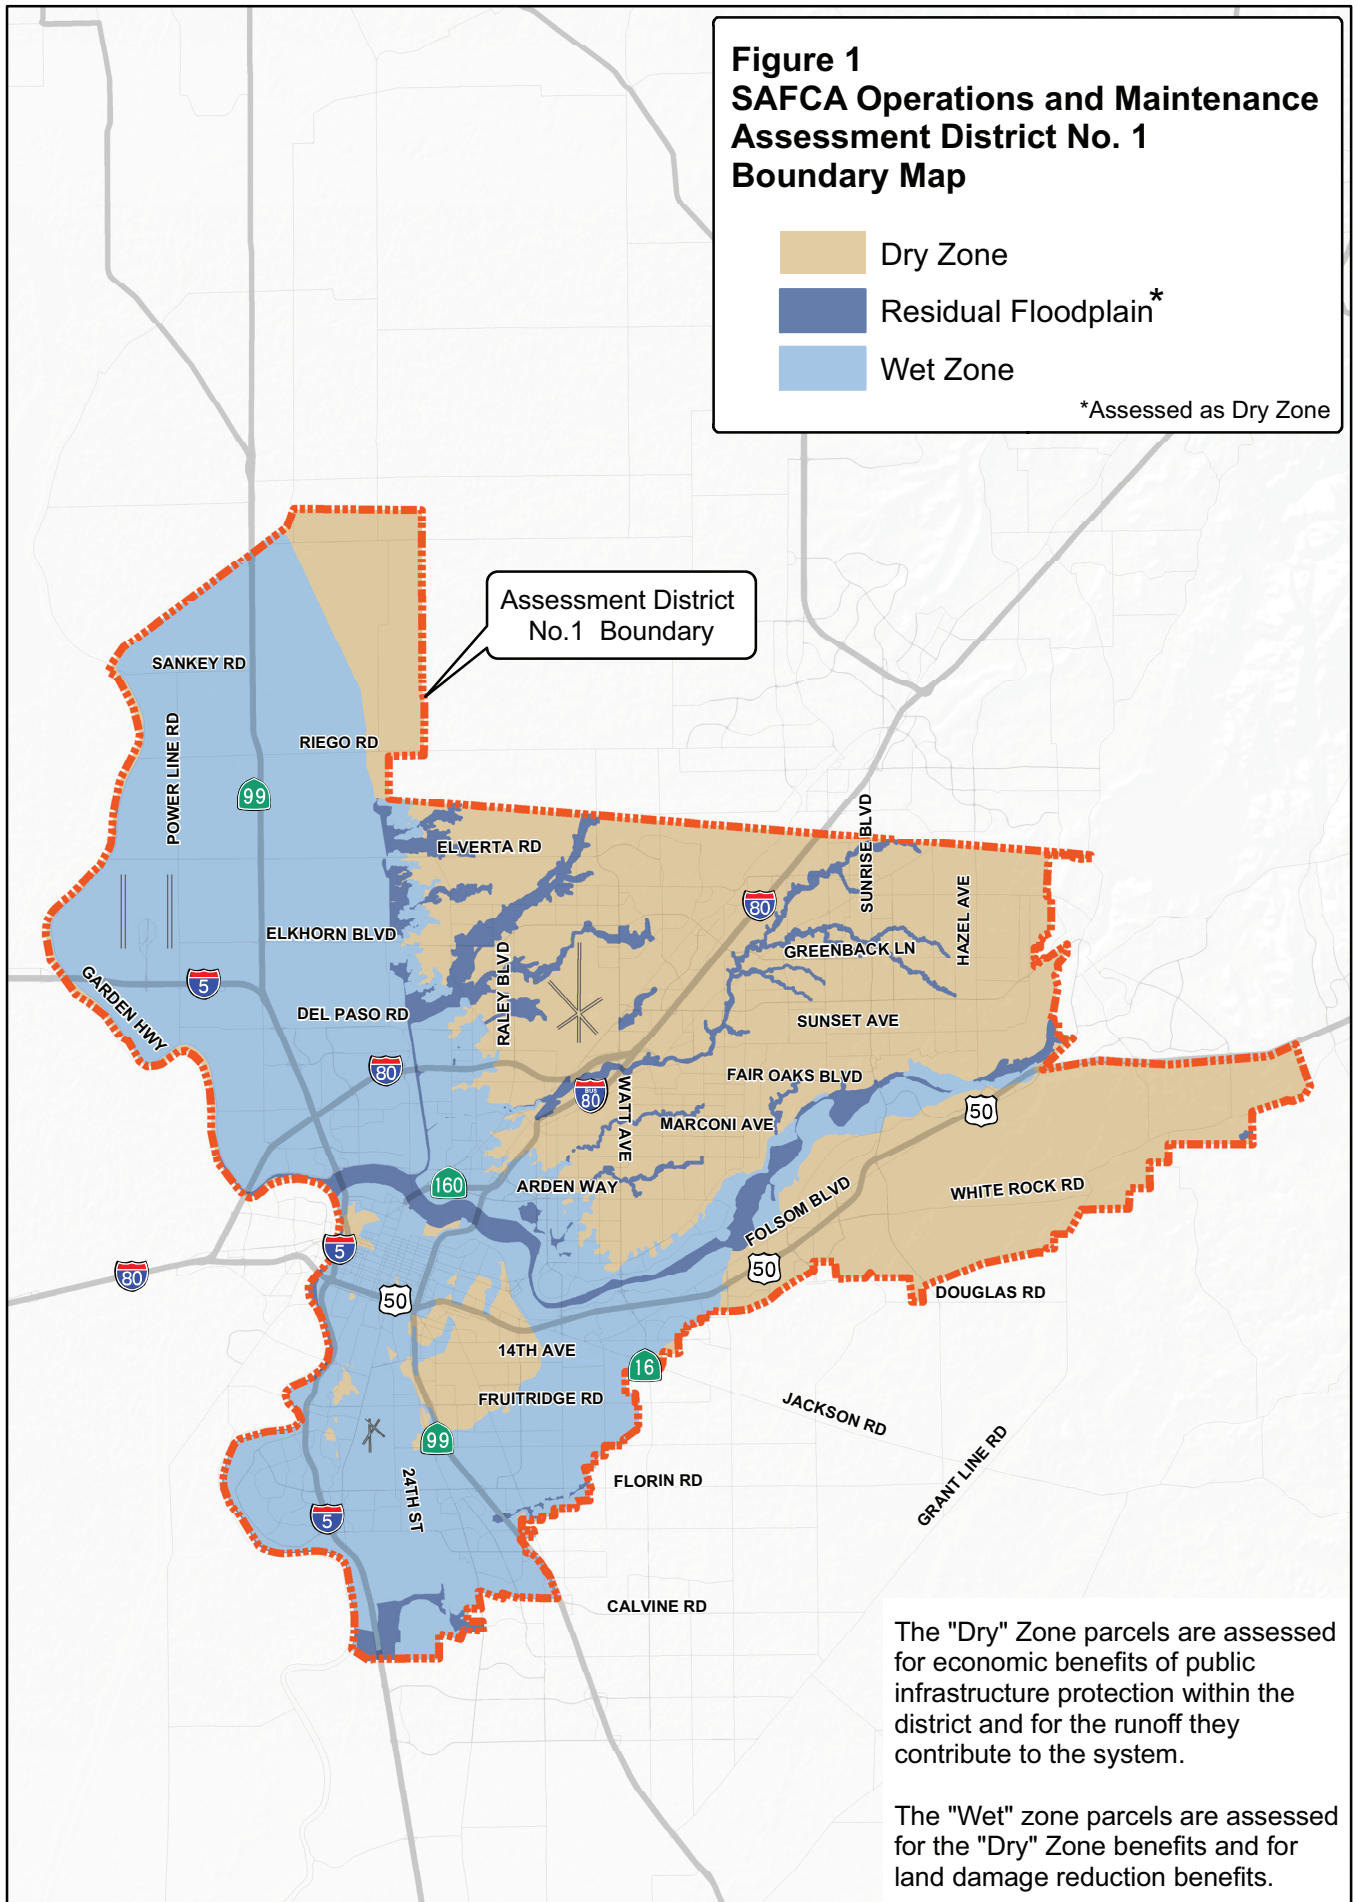 Figure 1
SAFCA Operations and Maintenance
Assessment District No. 1
Boundary Map
Dry Zone
Residual Floodplain*
Wet Zone
*Assessed as Dry Zone
Assessment District
No.1 Boundary
SANKEY RD
POWER LINE RD
RIEGO RD
99
ELVERTA RD
SUNRISE BLVD
HAZEL AVE
80
ELKHORN BLVD
RALEY BLVD
GREENBACK LN
GARDEN HWY
5
DEL PASO RD
SUNSET AVE
80
FAIR OAKS BLVD
BUS
80
WATT AVE
MARCONI AVE
50
160
ARDEN WAY
WHITE ROCK RD
FOLSOM BLVD
5
80
50
50
DOUGLAS RD
14TH AVE
16
FRUITRIDGE RD
JACKSON RD
99
24TH ST
FLORIN RD
GRANT LINE RD
5
CALVINE RD
The "Dry" Zone parcels are assessed
for economic benefits of public
infrastructure protection within the
district and for the runoff they
contribute to the system.
The "Wet" zone parcels are assessed
for the "Dry" Zone benefits and for
land damage reduction benefits.